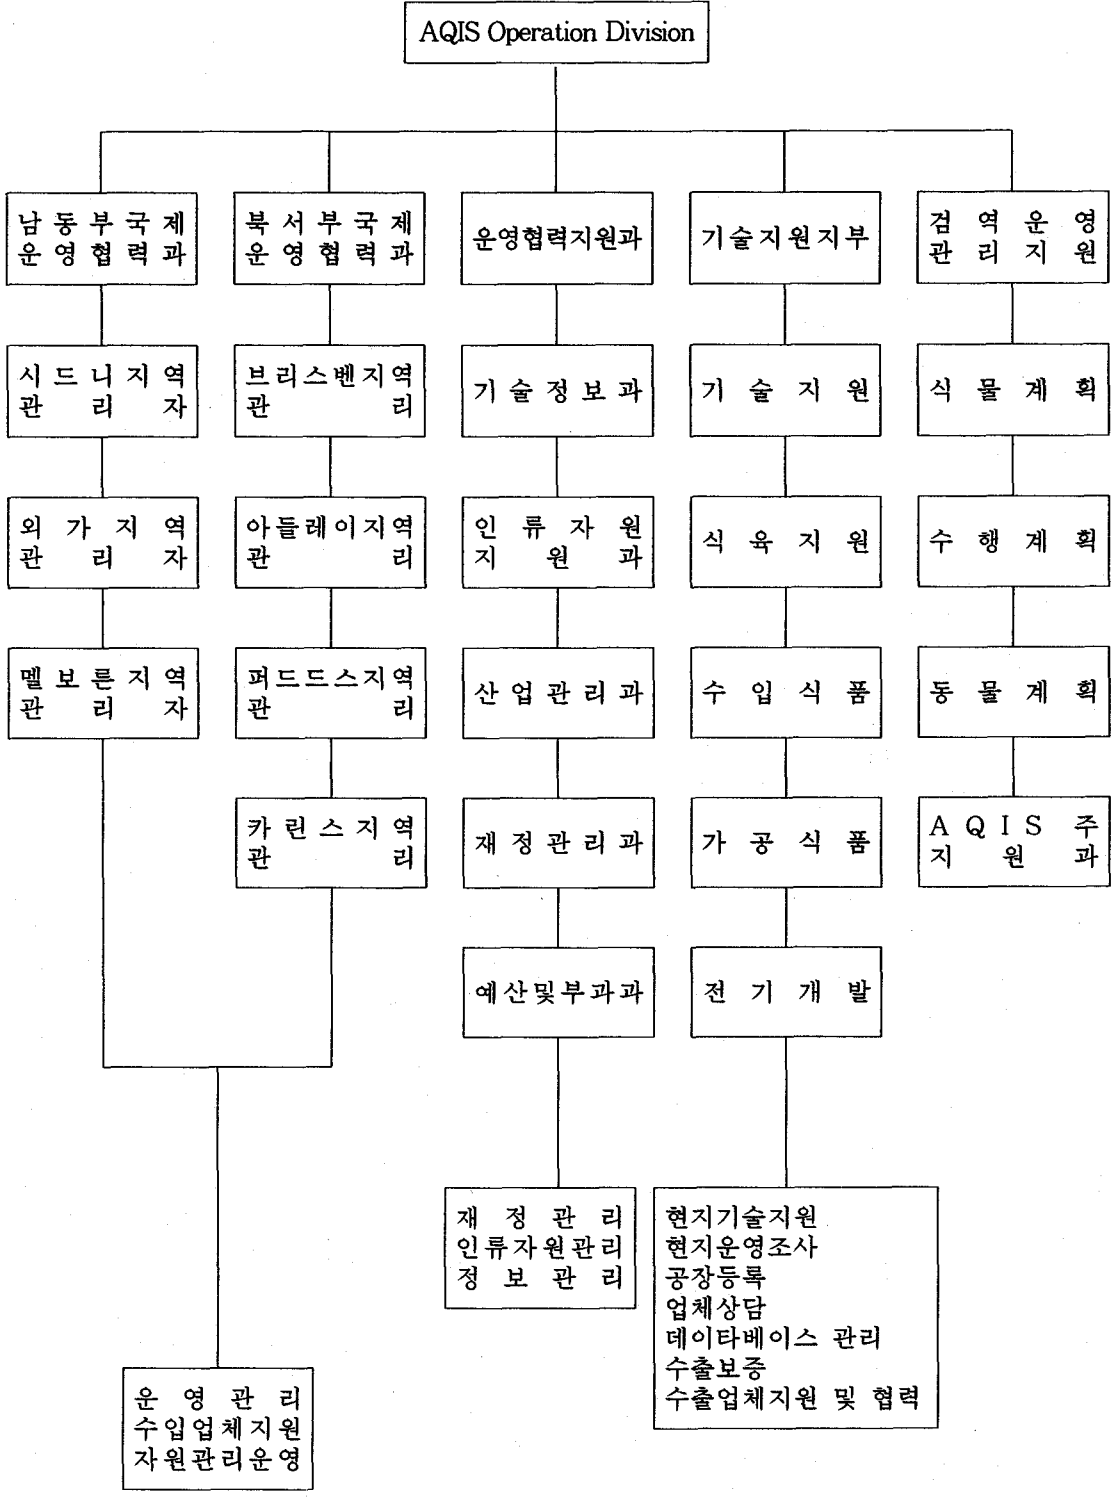 AQIS Operation Division
남동부국제
운영협력과
북서부국제
운영협력과
운영협력지원과
기술지원지부
검역운영
관리지원
시드니지역
관리자
브리스벤지역
관리
기술정보과
기술지원
식물계획
외가지역
관리자
아들레이지역
관리
인류자원
지원과
식육지원
수행계획
멜보른지역
관리자
퍼드드스지역
관리
산업관리과
수입식품
동물계획
카린스지역
관리
재정관리과
가공식품
AQIS 주
지원과
예산및부과과
전기개발
재정관리
인류자원관리
정보관리
현지기술지원
현지운영조사
공장등록
업체상담
데이타베이스 관리
수출보증
수출업체지원 및 협력
운영관리
수입업체지원
자원관리운영